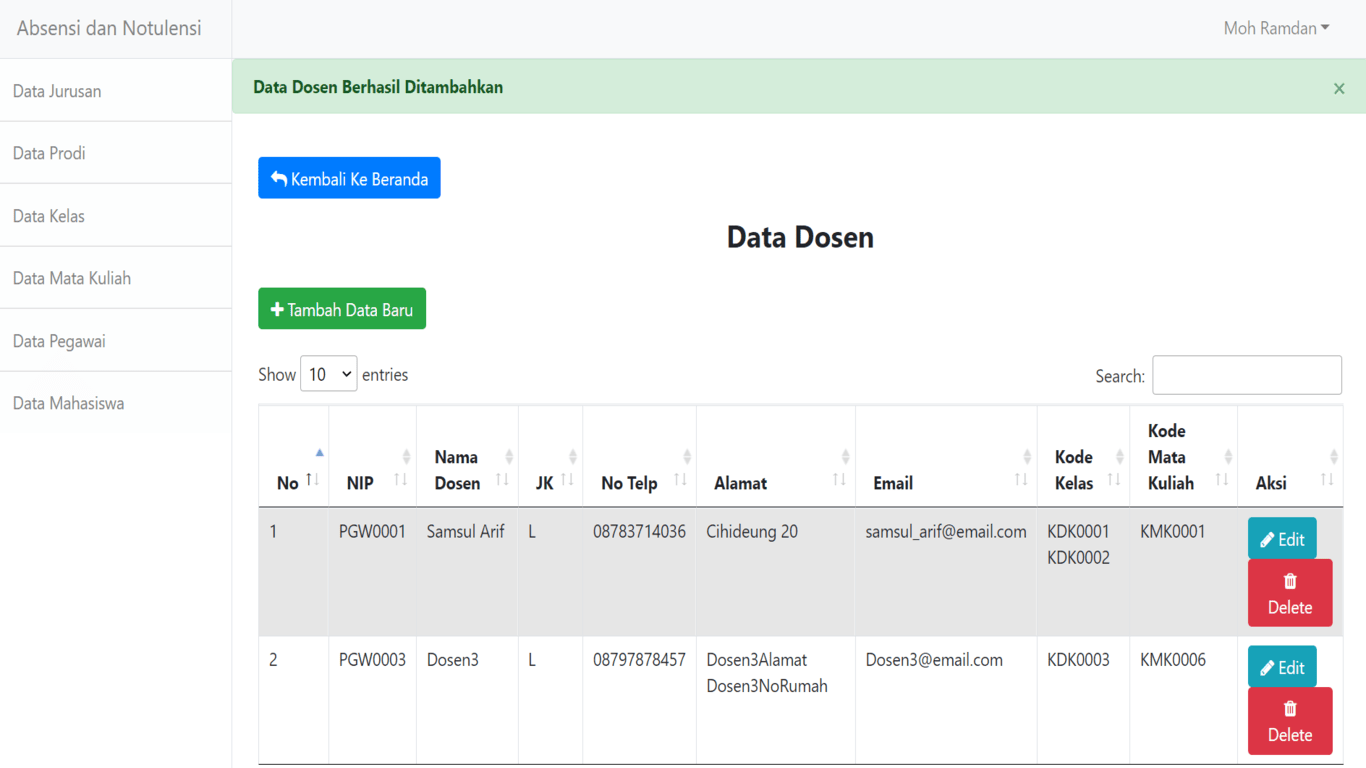 Absensi dan Notulensi
Moh Ramdan
Data Jurusan
Data Prodi
Data Kelas
Data Mata Kuliah
Data Pegawai
Data Mahasiswa
Data Dosen Berhasil Ditambahkan
×
Kembali Ke Beranda
Data Dosen
Tambah Data Baru
Show 10 entries
Search:
No NIP Nama Dosen JK No Telp Alamat Email Kode Kelas Kode Mata Kuliah Aksi
1 PGW0001 Samsul Arif L 08783714036 Cihideung 20 samsul_arif@email.com KDK0001 KMK0001 Edit
KDK0002
Delete
2 PGW0003 Dosen3 L 08797878457 Dosen3Alamat Dosen3@email.com KDK0003 KMK0006 Edit
Dosen3NoRumah
Delete